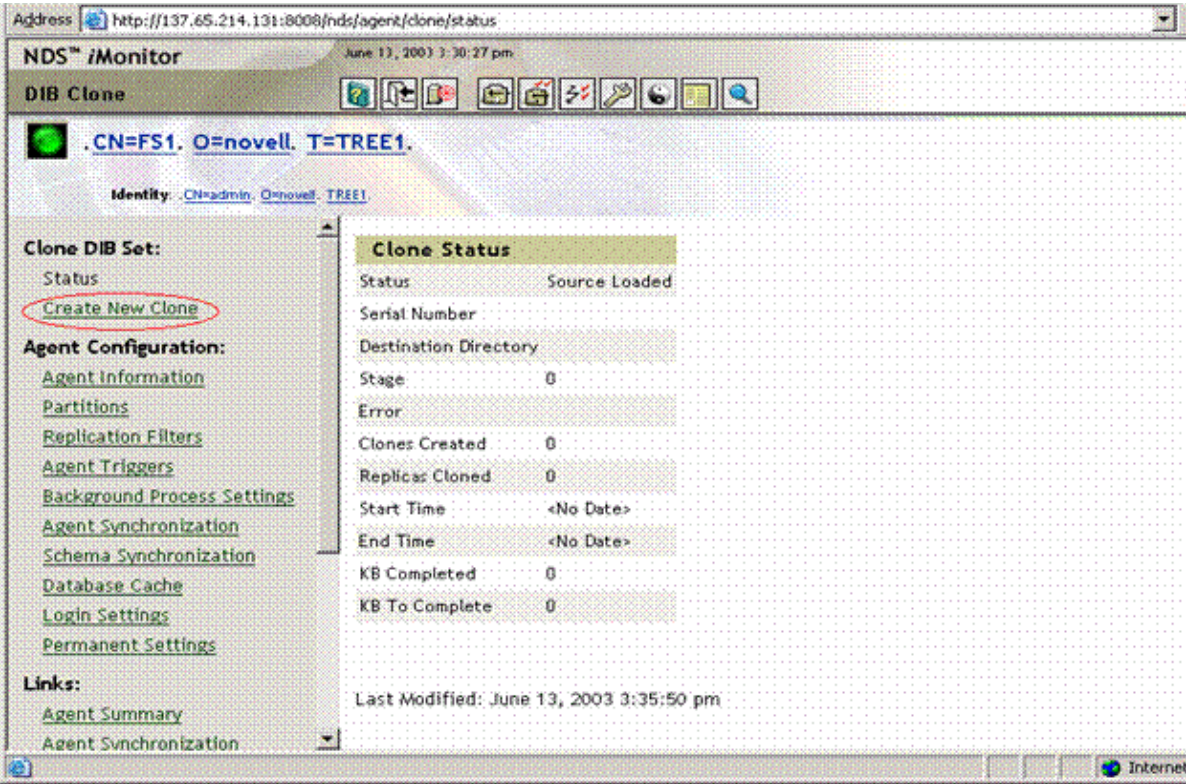 Address http://137.65.214.131:8008/nds/agent/clone/status
NDS™ iMonitor
June 13, 2003 3:30:27 pm
DIB Clone
.CN=FS1. O=novell. T=TREE1.
Identity: .CN=admin. O=novell. TREE1.
Clone DIB Set:
Status
Create New Clone
Agent Configuration:
Agent Information
Partitions
Replication Filters
Agent Triggers
Background Process Settings
Agent Synchronization
Schema Synchronization
Database Cache
Login Settings
Permanent Settings
Links:
Agent Summary
Agent Synchronization
Clone Status
Status Source Loaded
Serial Number
Destination Directory
Stage 0
Error
Clones Created 0
Replicas Cloned 0
Start Time <No Date>
End Time <No Date>
KB Completed 0
KB To Complete 0
Last Modified: June 13, 2003 3:35:50 pm
Internet